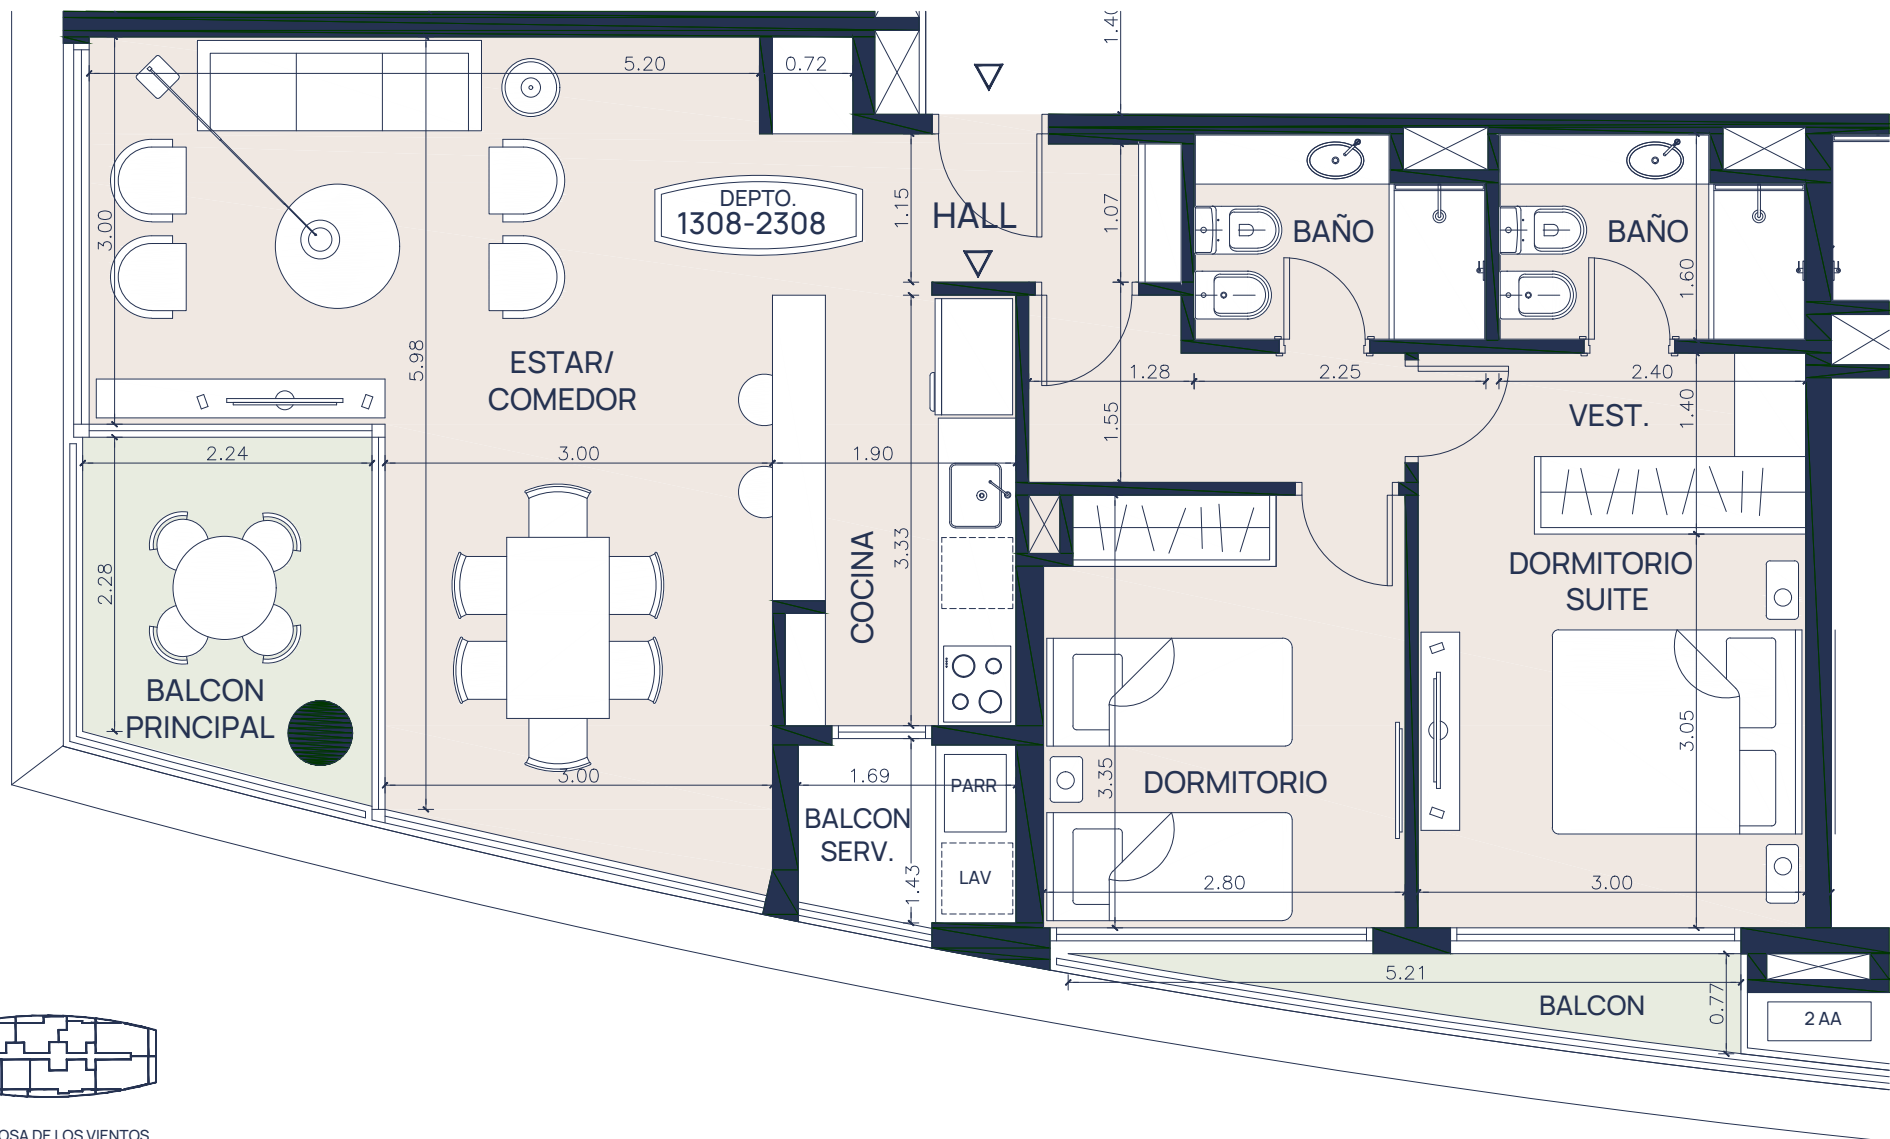 1.40
5.20
0.72
DEPTO.
1308-2308
3.00
1.15
HALL
1.07
BAÑO
BAÑO
1.60
5.98
ESTAR/
COMEDOR
1.28
2.25
2.40
1.55
VEST.
1.40
2.24
3.00
1.90
2.28
COCINA
3.33
DORMITORIO
SUITE
BALCON
PRINCIPAL
3.00
1.69
PARR
BALCON
SERV.
LAV
1.43
3.35
DORMITORIO
3.05
2.80
3.00
5.21
BALCON
0.77
2 AA
OSA DE LOS VIENTOS